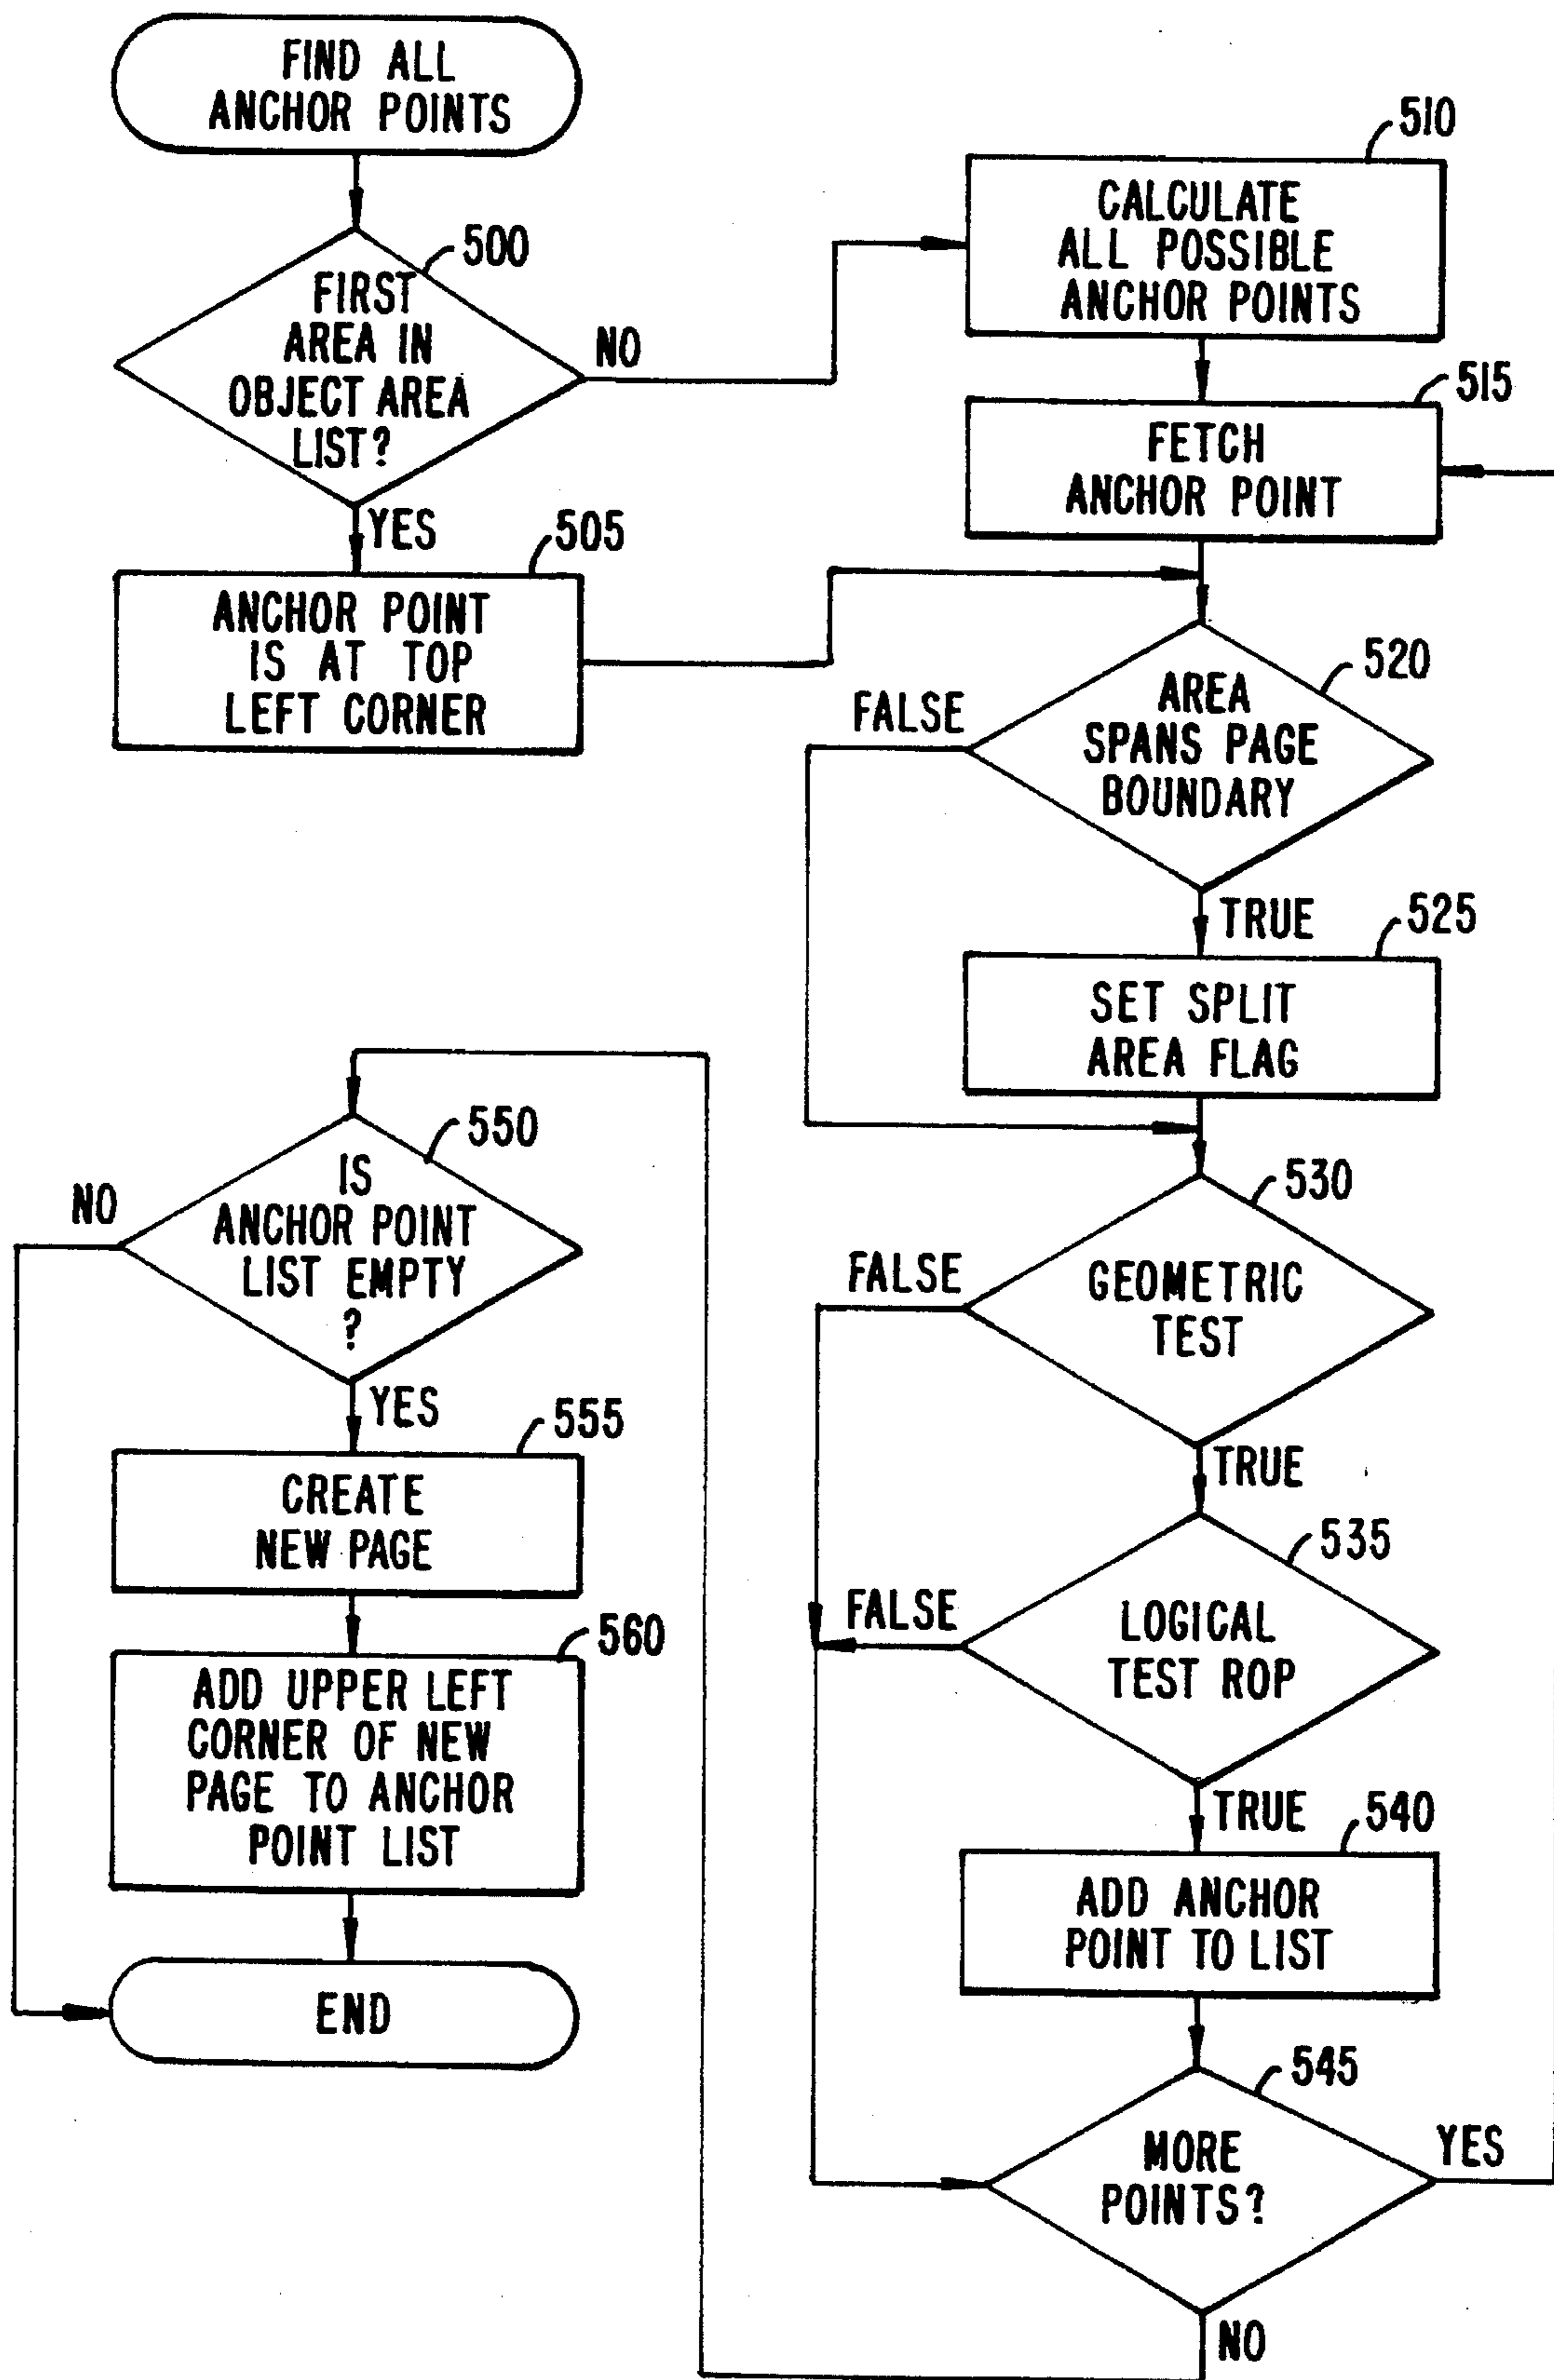 FIND ALL
ANCHOR POINTS
500
FIRST
AREA IN
OBJECT AREA
LIST?
NO
YES
505
ANCHOR POINT
IS AT TOP
LEFT CORNER
510
CALCULATE
ALL POSSIBLE
ANCHOR POINTS
515
FETCH
ANCHOR POINT
520
AREA
SPANS PAGE
BOUNDARY
FALSE
TRUE
525
SET SPLIT
AREA FLAG
530
GEOMETRIC
TEST
FALSE
TRUE
535
LOGICAL
TEST ROP
FALSE
TRUE
540
ADD ANCHOR
POINT TO LIST
545
MORE
POINTS?
YES
NO
550
IS
ANCHOR POINT
LIST EMPTY
?
NO
YES
555
CREATE
NEW PAGE
560
ADD UPPER LEFT
CORNER OF NEW
PAGE TO ANCHOR
POINT LIST
END